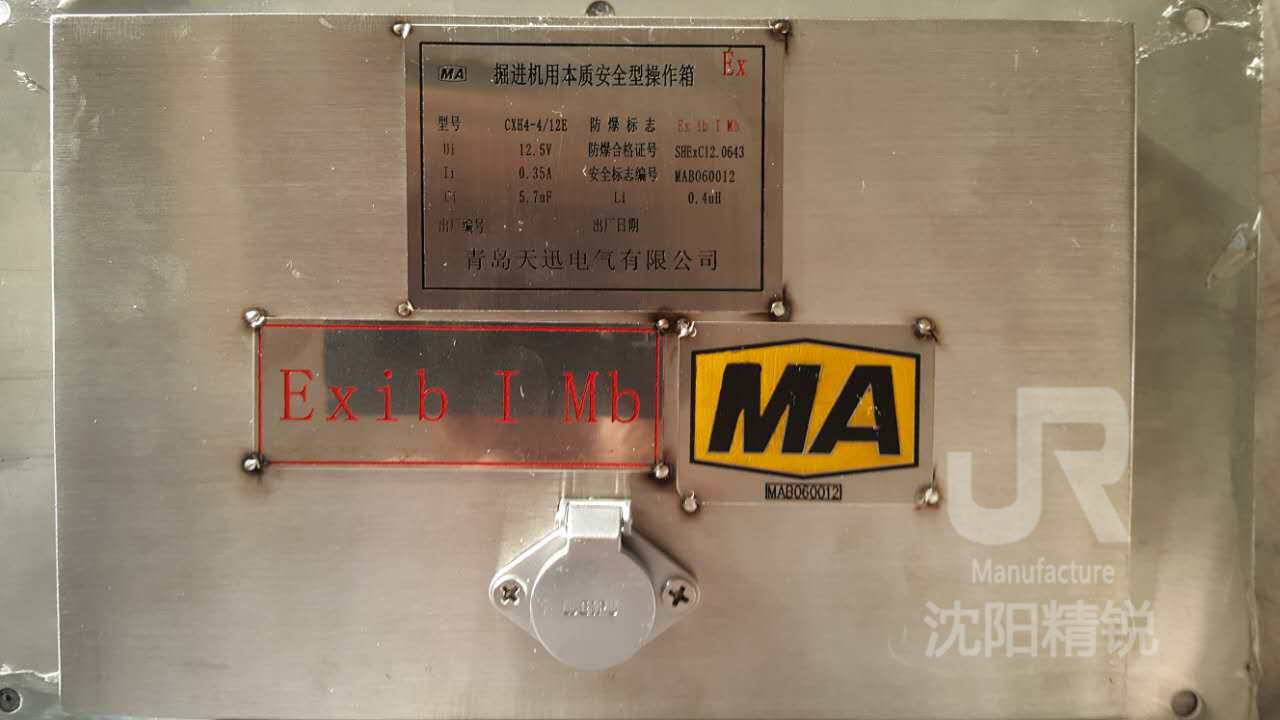 MA 掘进机用本质安全型操作箱 Ex
型号 CXH4-4/12E 防爆标志 Ex ib I Mb
Ui 12.5V 防爆合格证号 SHExC12.0643
Ii 0.35A 安全标志编号 MAB060012
Ci 5.7uF Li 0.4uH
出厂编号 出厂日期
青岛天迅电气有限公司
Exib I Mb
MA
MAB060012
JR
Manufacture
沈阳精锐